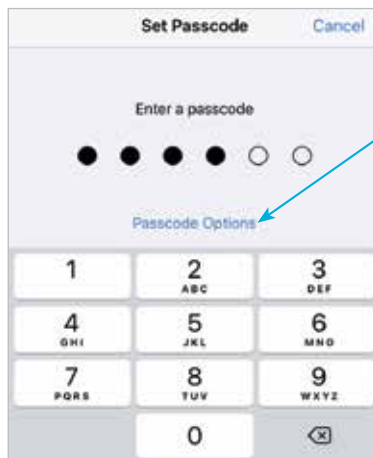 Set Passcode Cancel
Enter a passcode
Passcode Options
1 2 3
ABC DEF
4 5 6
GHI JKL MNO
7 8 9
PQRS TUV WXYZ
0